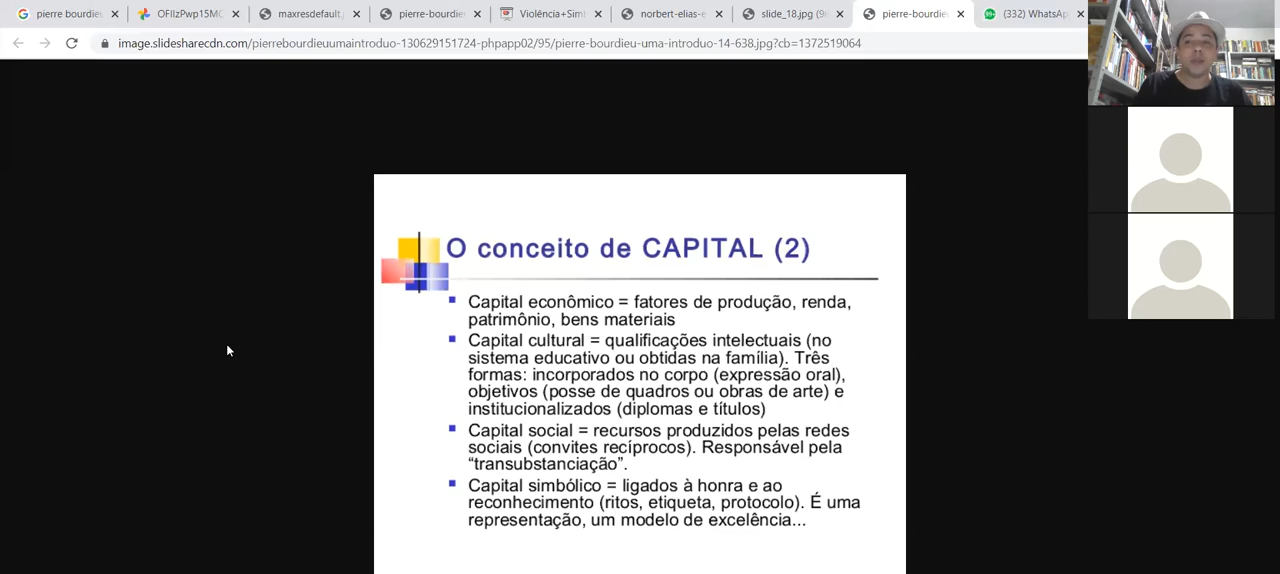 pierre bourdieu
OFIlzPwp15MC
maxresdefault.j
pierre-bourdieu
Violência+Sim
norbert-elias-e
slide_18.jpg (9
pierre-bourdieu
(332) WhatsApp
image.slidesharecdn.com/pierrebourdieuumaintroduo-130629151724-phpapp02/95/pierre-bourdieu-uma-introduo-14-638.jpg?cb=1372519064
O conceito de CAPITAL (2)
Capital econômico = fatores de produção, renda,
patrimônio, bens materiais
Capital cultural = qualificações intelectuais (no
sistema educativo ou obtidas na família). Três
formas: incorporados no corpo (expressão oral),
objetivos (posse de quadros ou obras de arte) e
institucionalizados (diplomas e títulos)
Capital social = recursos produzidos pelas redes
sociais (convites recíprocos). Responsável pela
“transubstanciação”.
Capital simbólico = ligados à honra e ao
reconhecimento (ritos, etiqueta, protocolo). É uma
representação, um modelo de excelência...